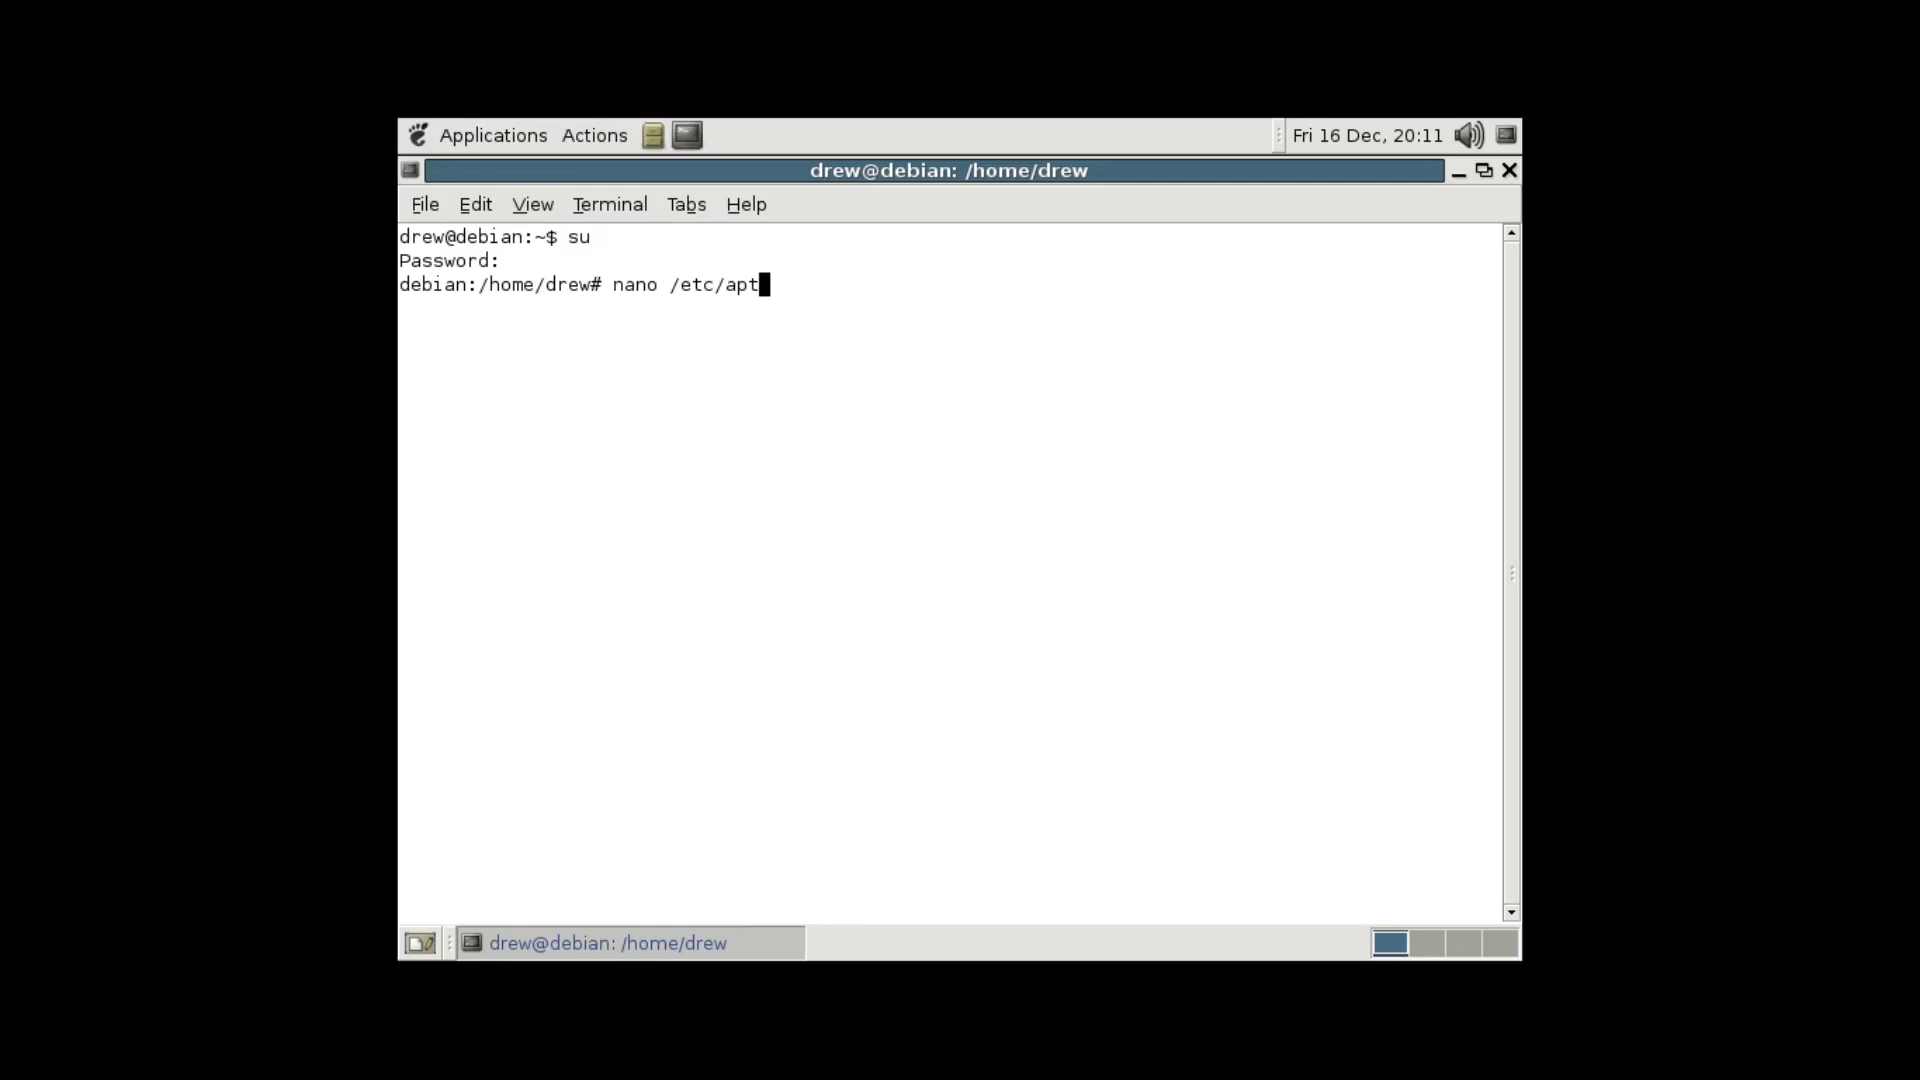 Applications Actions Fri 16 Dec, 20:11
drew@debian: /home/drew
File Edit View Terminal Tabs Help
drew@debian:~$ su
Password:
debian:/home/drew# nano /etc/apt
drew@debian: /home/drew